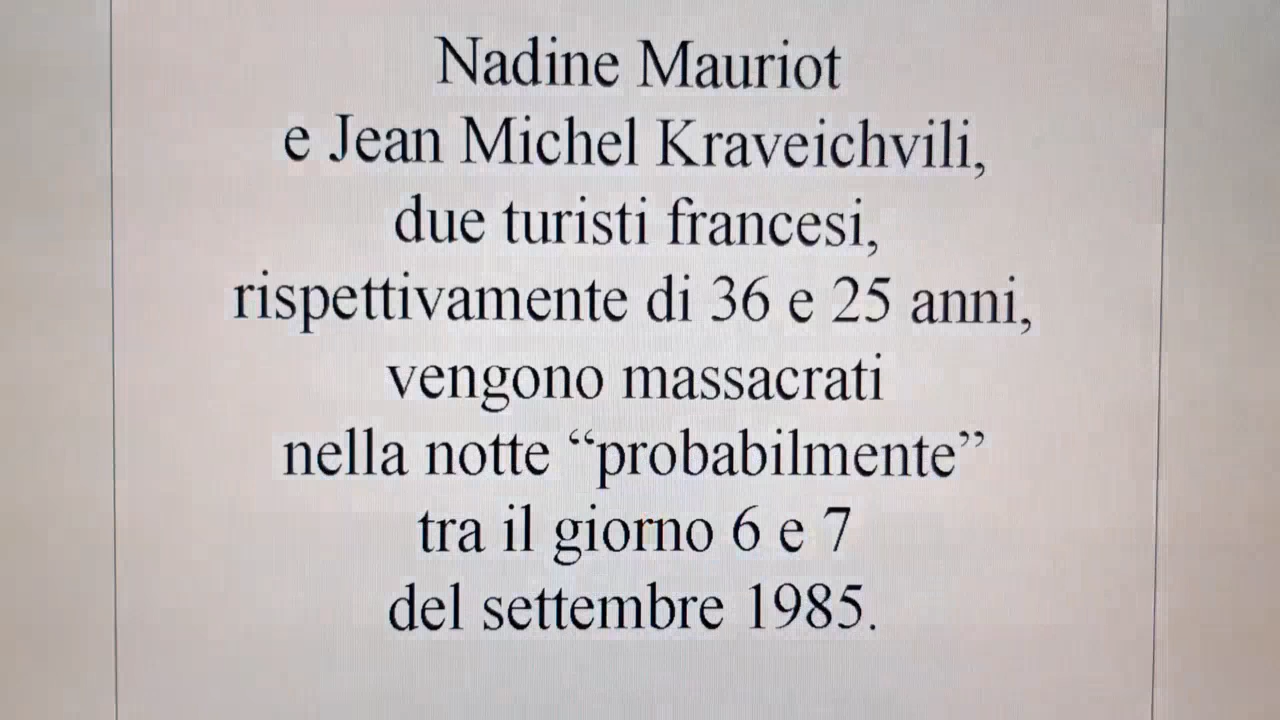 Nadine Mauriot
e Jean Michel Kraveichvili,
due turisti francesi,
rispettivamente di 36 e 25 anni,
vengono massacrati
nella notte “probabilmente”
tra il giorno 6 e 7
del settembre 1985.